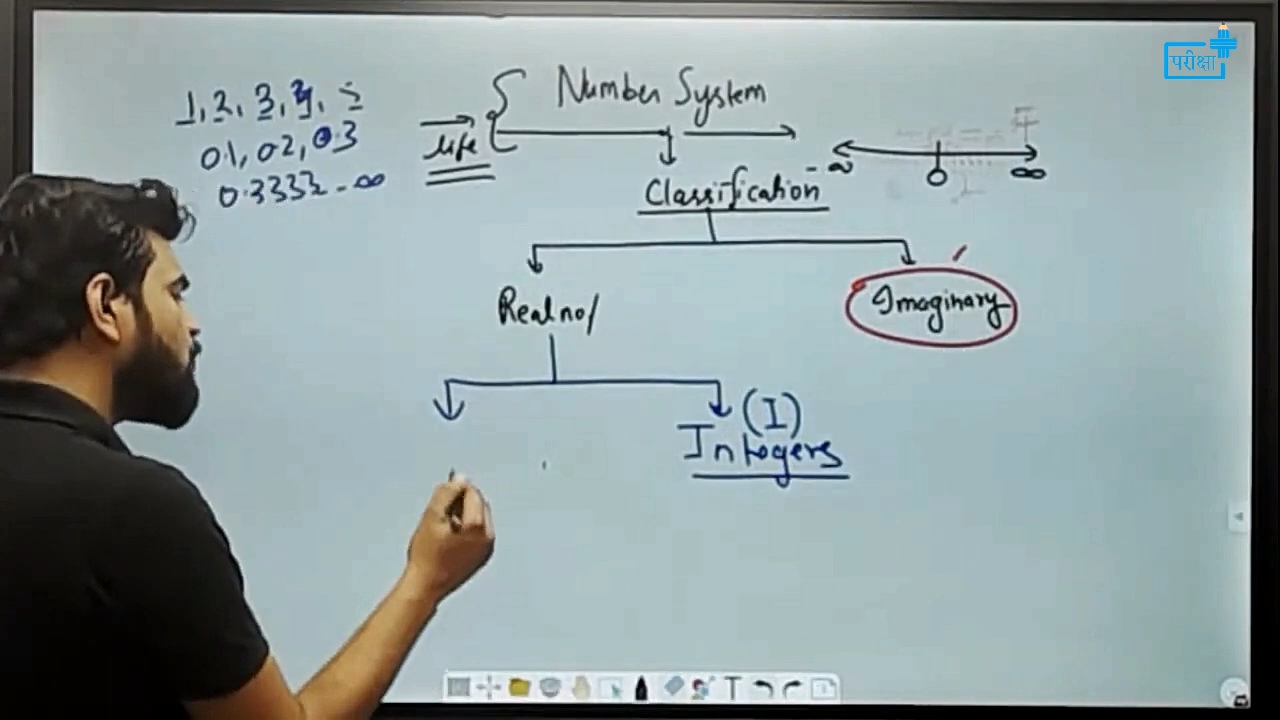 परीक्षा
Number System
1, 2, 3, 4, 5
life
0.1, 0.2, 0.3
0.3333 - ∞
-∞ 0 ∞
Classification
Real no/
Imaginary
(I)
Integers
T